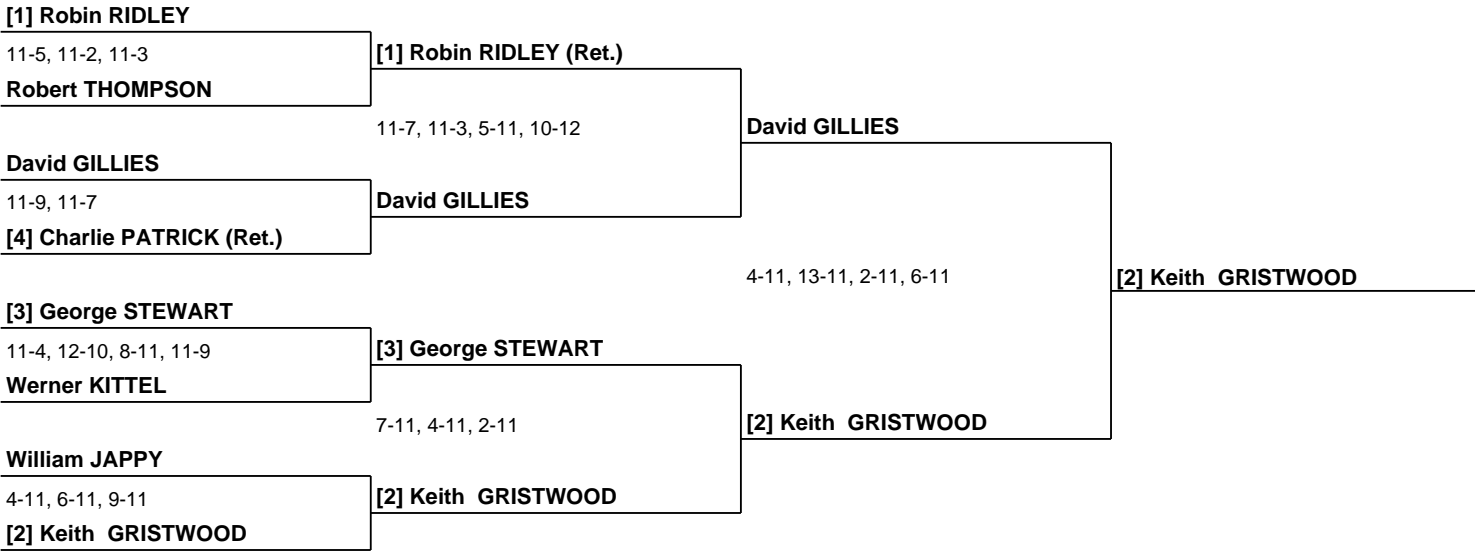 [1] Robin RIDLEY
11-5, 11-2, 11-3
Robert THOMPSON
David GILLIES
11-9, 11-7
[4] Charlie PATRICK (Ret.)
[3] George STEWART
11-4, 12-10, 8-11, 11-9
Werner KITTEL
William JAPPY
4-11, 6-11, 9-11
[2] Keith  GRISTWOOD
[1] Robin RIDLEY (Ret.)
11-7, 11-3, 5-11, 10-12
David GILLIES
[3] George STEWART
7-11, 4-11, 2-11
[2] Keith  GRISTWOOD
David GILLIES
4-11, 13-11, 2-11, 6-11
[2] Keith  GRISTWOOD
[2] Keith  GRISTWOOD